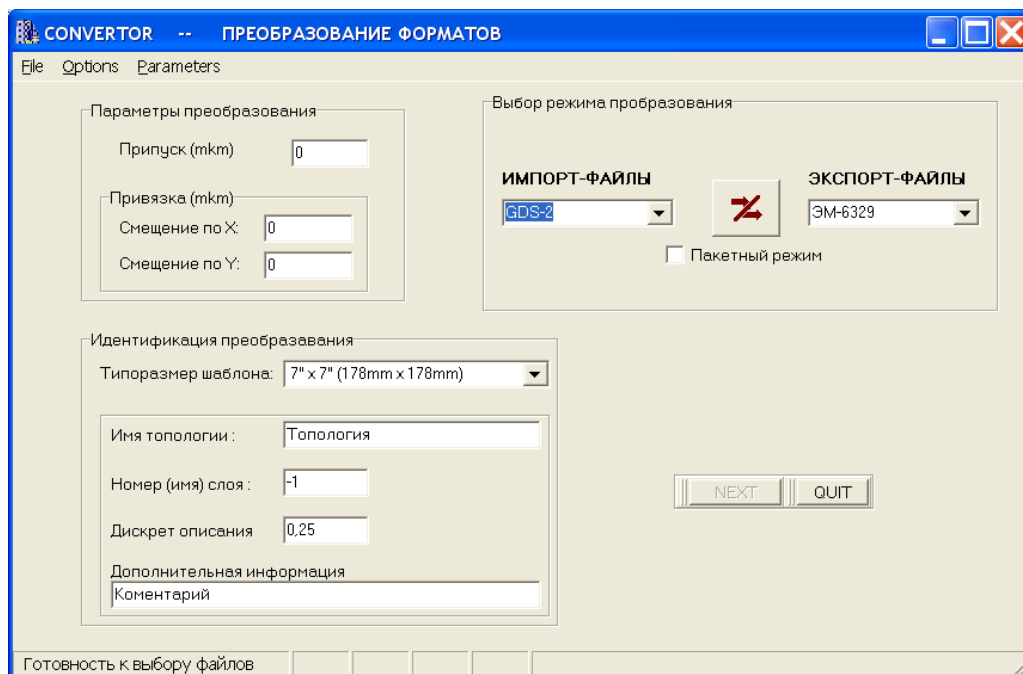 CONVERTOR -- ПРЕОБРАЗОВАНИЕ ФОРМАТОВ
File Options Parameters
Параметры преобразования
Припуск (mkm) 0
Привязка (mkm)
Смещение по X: 0
Смещение по Y: 0
Выбор режима пробразования
ИМПОРТ-ФАЙЛЫ ЭКСПОРТ-ФАЙЛЫ
GDS-2 ЭМ-6329
Пакетный режим
Идентификация преобразавания
Типоразмер шаблона: 7" x 7" (178mm x 178mm)
Имя топологии : Топология
Номер (имя) слоя : -1
Дискрет описания 0,25
Дополнительная информация
Коментарий
NEXT QUIT
Готовность к выбору файлов